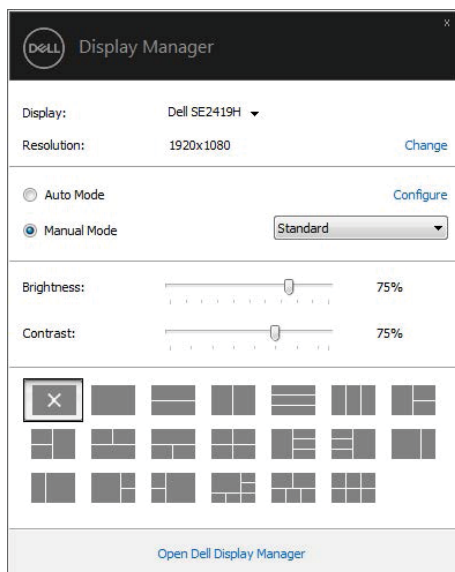 x
DELL Display Manager
Display: Dell SE2419H
Resolution: 1920x1080 Change
Auto Mode Configure
Manual Mode Standard
Brightness: 75%
Contrast: 75%
Open Dell Display Manager